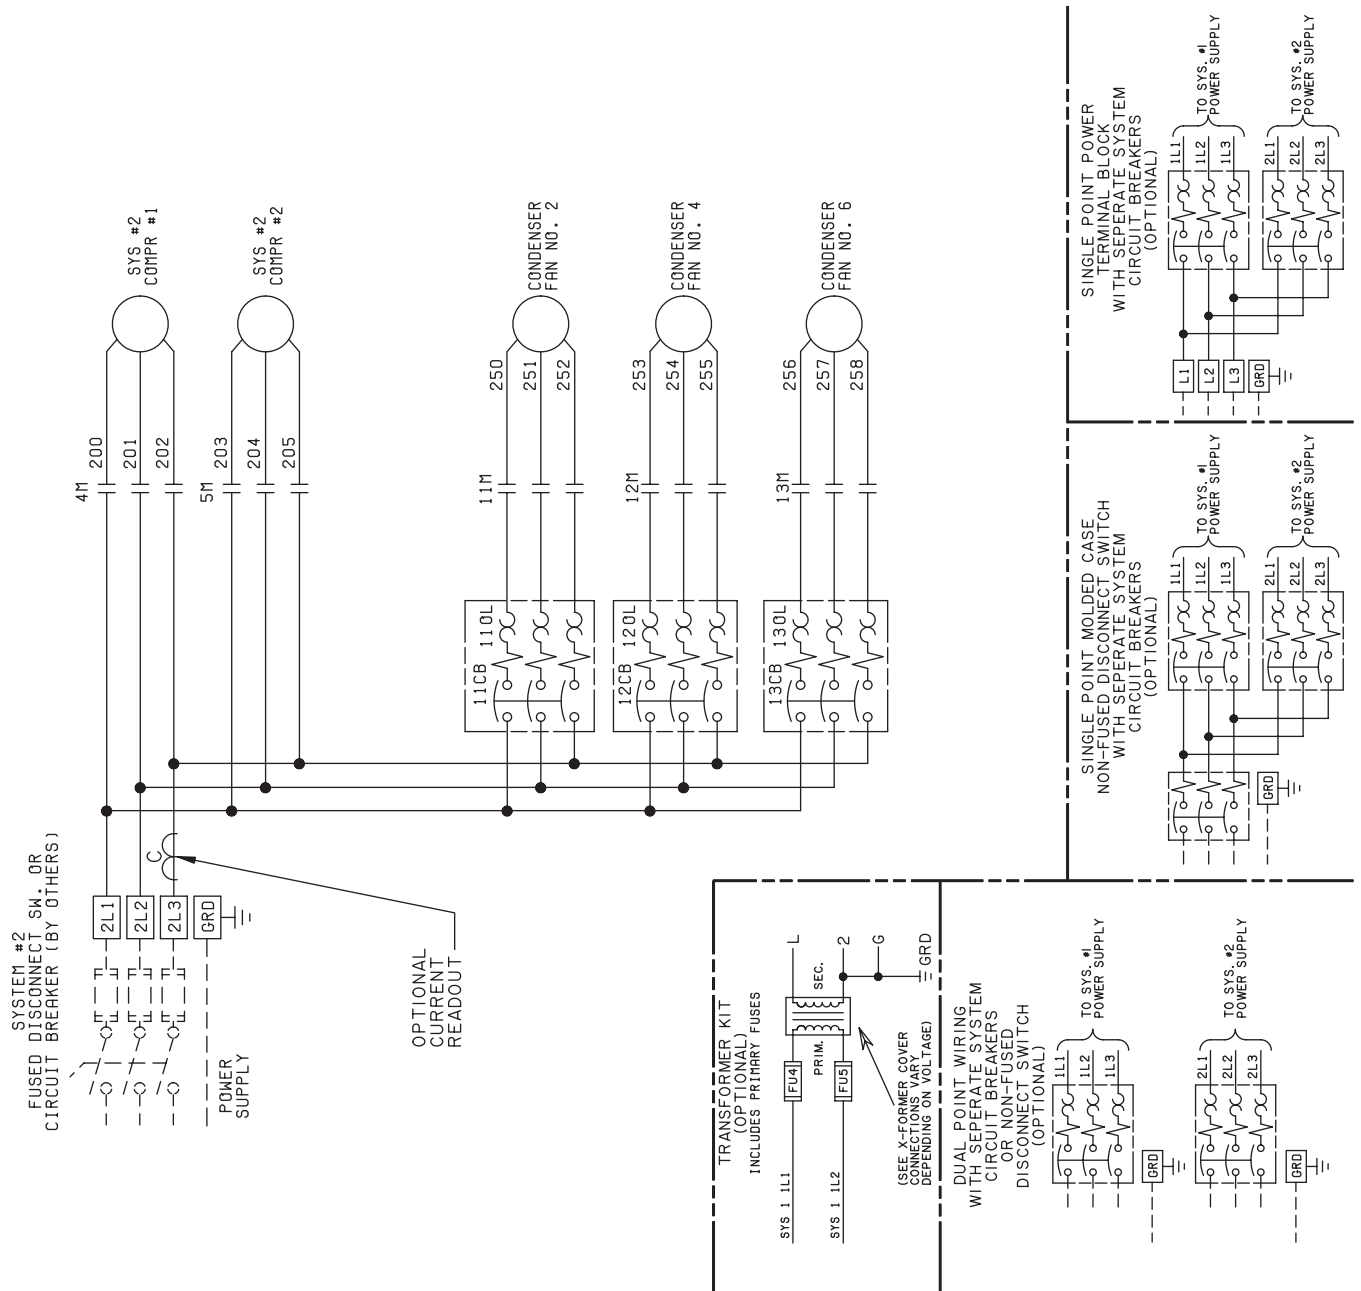 SYSTEM #2
FUSED DISCONNECT SW. OR
CIRCUIT BREAKER (BY OTHERS)
POWER
SUPPLY
2L1
2L2
2L3
GRD
C
OPTIONAL
CURRENT
READOUT
4M
200
201
202
SYS #2
COMPR #1
5M
203
204
205
SYS #2
COMPR #2
11CB
11OL
11M
250
251
252
CONDENSER
FAN NO. 2
12CB
12OL
12M
253
254
255
CONDENSER
FAN NO. 4
13CB
13OL
13M
256
257
258
CONDENSER
FAN NO. 6
TRANSFORMER KIT
(OPTIONAL)
INCLUDES PRIMARY FUSES
SYS 1 1L1
SYS 1 1L2
FU4
FU5
PRIM.
SEC.
L
2
G
GRD
(SEE X-FORMER COVER
CONNECTIONS VARY
DEPENDING ON VOLTAGE)
DUAL POINT WIRING
WITH SEPERATE SYSTEM
CIRCUIT BREAKERS
OR NON-FUSED
DISCONNECT SWITCH
(OPTIONAL)
1L1
1L2
1L3
TO SYS. #1
POWER SUPPLY
GRD
2L1
2L2
2L3
TO SYS. #2
POWER SUPPLY
GRD
SINGLE POINT MOLDED CASE
NON-FUSED DISCONNECT SWITCH
WITH SEPERATE SYSTEM
CIRCUIT BREAKERS
(OPTIONAL)
GRD
1L1
1L2
1L3
TO SYS. #1
POWER SUPPLY
2L1
2L2
2L3
TO SYS. #2
POWER SUPPLY
SINGLE POINT POWER
TERMINAL BLOCK
WITH SEPERATE SYSTEM
CIRCUIT BREAKERS
(OPTIONAL)
L1
L2
L3
GRD
1L1
1L2
1L3
TO SYS. #1
POWER SUPPLY
2L1
2L2
2L3
TO SYS. #2
POWER SUPPLY